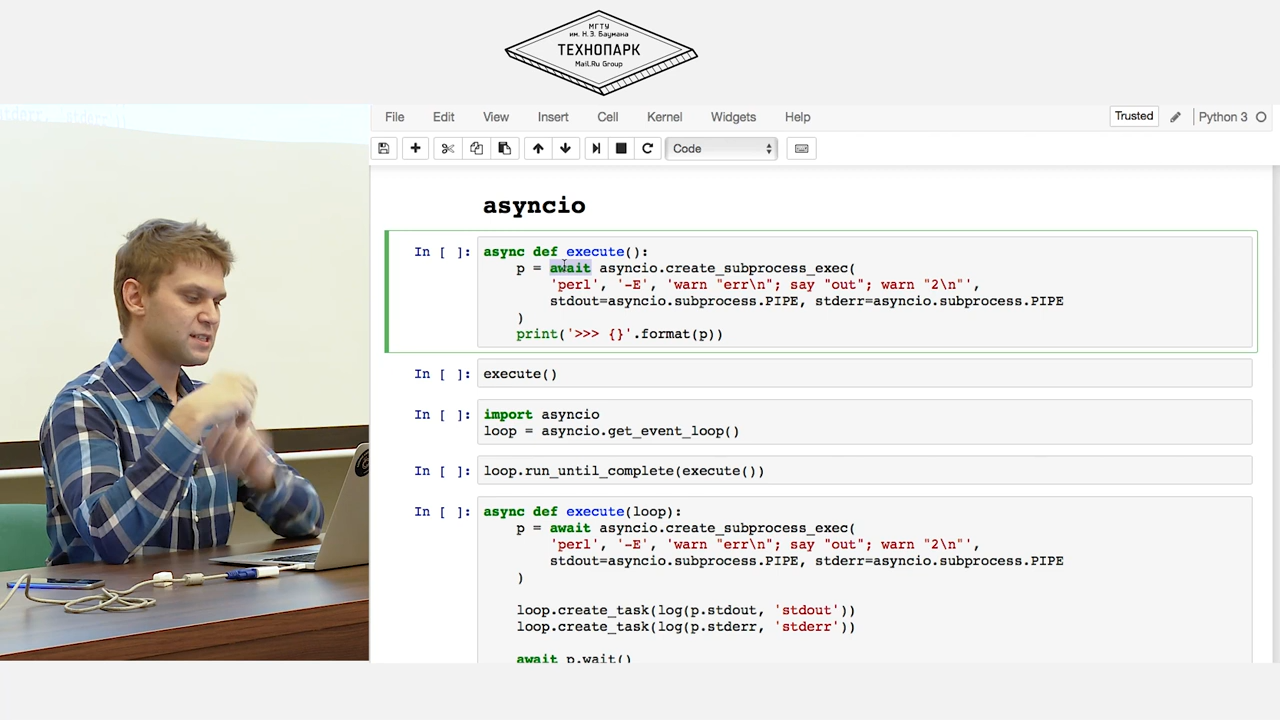 МГТУ
им. Н.Э. Баумана
ТЕХНОПАРК
Mail.Ru Group
File Edit View Insert Cell Kernel Widgets Help Trusted Python 3
Code
asyncio
In [ ]: async def execute():
p = await asyncio.create_subprocess_exec(
'perl', '-E', 'warn "err\n"; say "out"; warn "2\n"',
stdout=asyncio.subprocess.PIPE, stderr=asyncio.subprocess.PIPE
)
print('>>> {}'.format(p))
In [ ]: execute()
In [ ]: import asyncio
loop = asyncio.get_event_loop()
In [ ]: loop.run_until_complete(execute())
In [ ]: async def execute(loop):
p = await asyncio.create_subprocess_exec(
'perl', '-E', 'warn "err\n"; say "out"; warn "2\n"',
stdout=asyncio.subprocess.PIPE, stderr=asyncio.subprocess.PIPE
)
loop.create_task(log(p.stdout, 'stdout'))
loop.create_task(log(p.stderr, 'stderr'))
await p.wait()